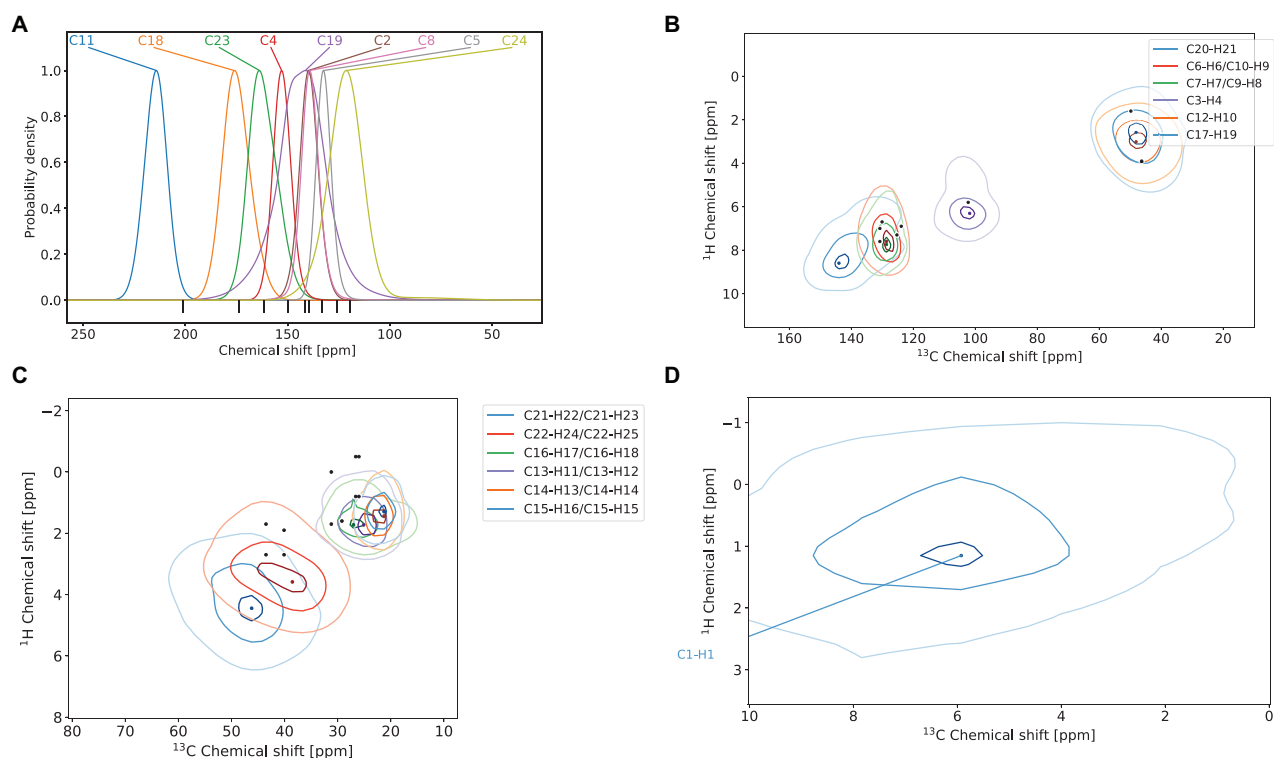 A
C11 C18 C23 C4 C19 C2 C8 C5 C24
Probability density
1.0
0.8
0.6
0.4
0.2
0.0
250 200 150 100 50
Chemical shift [ppm]
B
C20-H21
C6-H6/C10-H9
C7-H7/C9-H8
C3-H4
C12-H10
C17-H19
¹H Chemical shift [ppm]
0
2
4
6
8
10
160 140 120 100 80 60 40 20
¹³C Chemical shift [ppm]
C
C21-H22/C21-H23
C22-H24/C22-H25
C16-H17/C16-H18
C13-H11/C13-H12
C14-H13/C14-H14
C15-H16/C15-H15
¹H Chemical shift [ppm]
−2
0
2
4
6
8
80 70 60 50 40 30 20 10
¹³C Chemical shift [ppm]
D
¹H Chemical shift [ppm]
−1
0
1
2
3
C1-H1
10 8 6 4 2 0
¹³C Chemical shift [ppm]